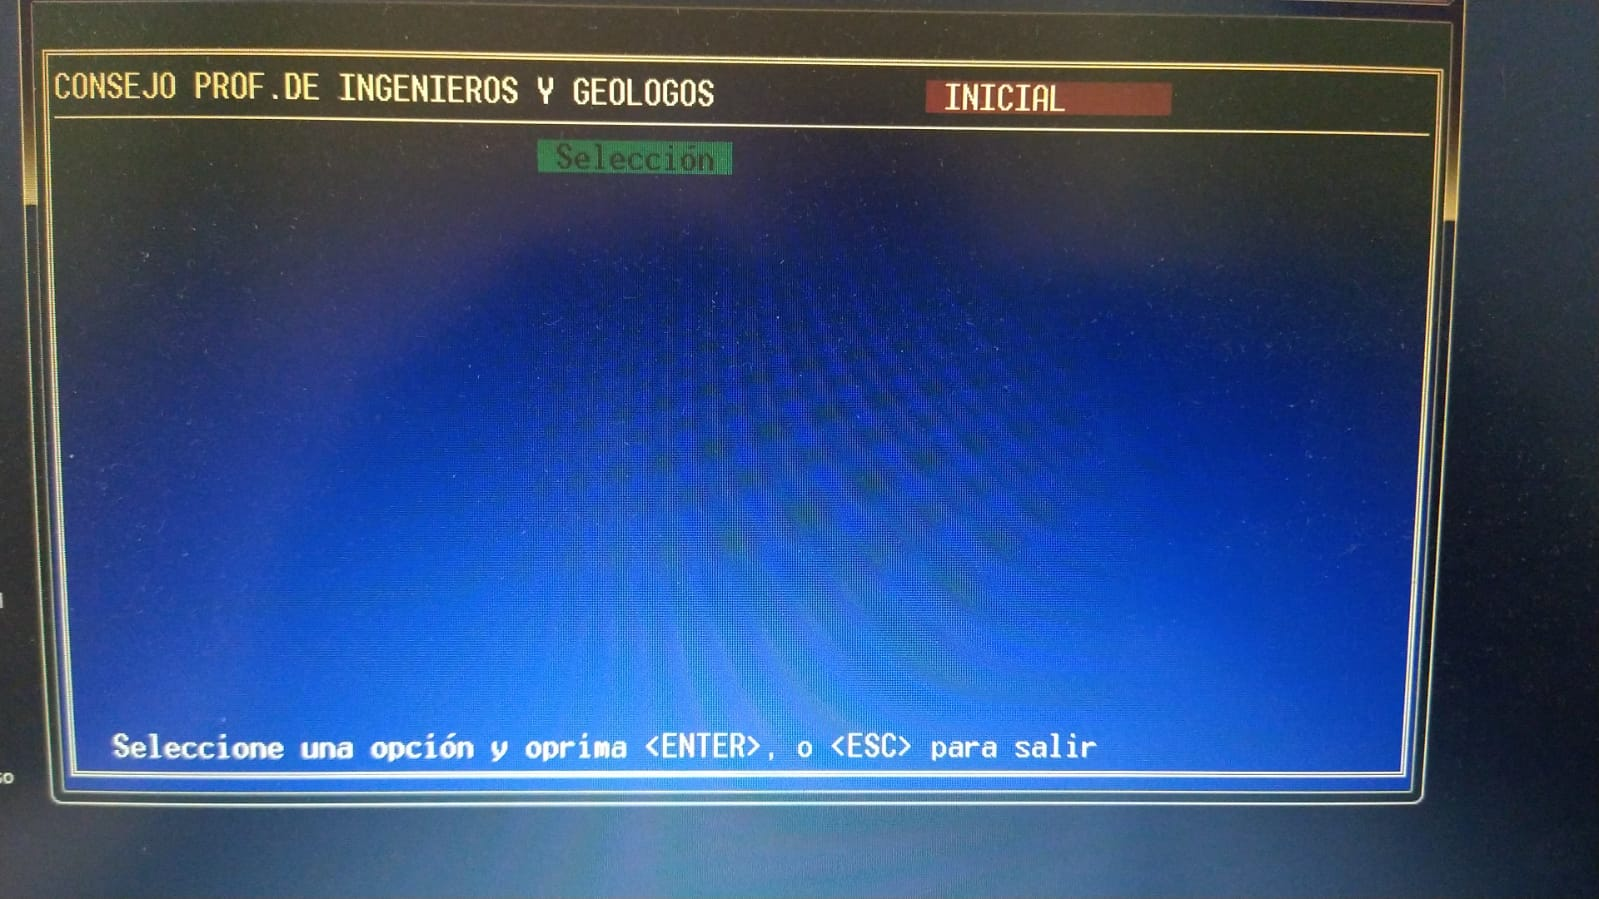 CONSEJO PROF.DE INGENIEROS Y GEOLOGOS INICIAL
Selección
Seleccione una opción y oprima <ENTER>, o <ESC> para salir